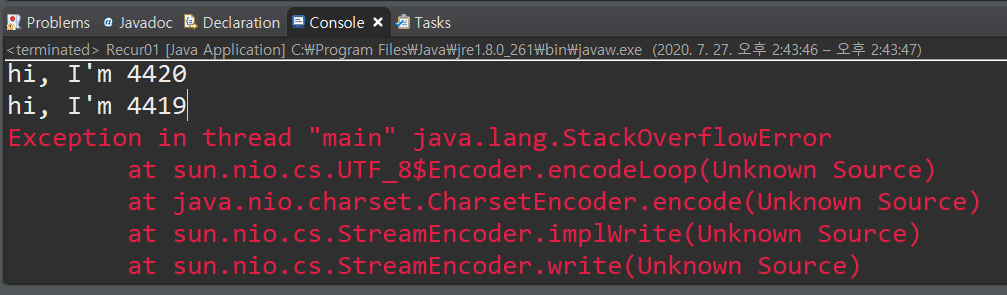 Problems @ Javadoc Declaration Console Tasks
<terminated> Recur01 [Java Application] C:₩Program Files₩Java₩jre1.8.0_261₩bin₩javaw.exe (2020. 7. 27. 오후 2:43:46 – 오후 2:43:47)
hi, I'm 4420
hi, I'm 4419
Exception in thread "main" java.lang.StackOverflowError
at sun.nio.cs.UTF_8$Encoder.encodeLoop(Unknown Source)
at java.nio.charset.CharsetEncoder.encode(Unknown Source)
at sun.nio.cs.StreamEncoder.implWrite(Unknown Source)
at sun.nio.cs.StreamEncoder.write(Unknown Source)